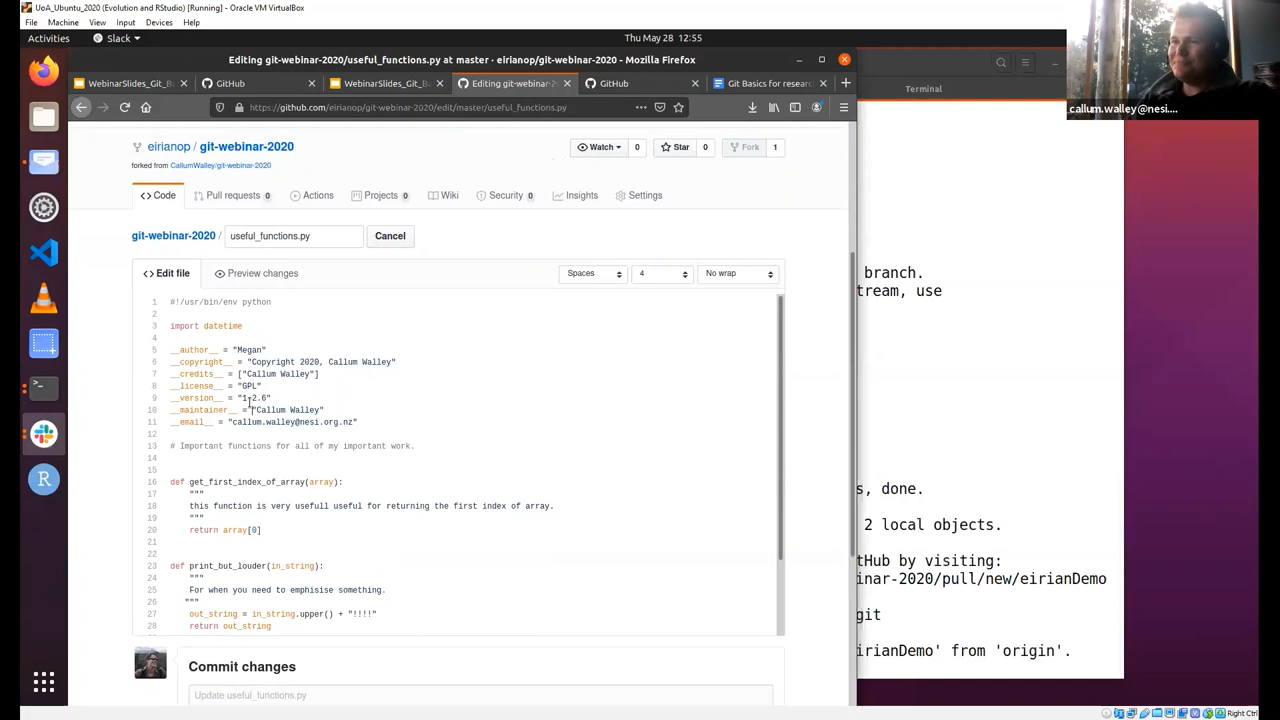 UoA_Ubuntu_2020 (Evolution and RStudio) [Running] - Oracle VM VirtualBox
File Machine View Input Devices Help
Activities Slack Thu May 28 12:55
Editing git-webinar-2020/useful_functions.py at master · eirianop/git-webinar-2020 - Mozilla Firefox
WebinarSlides_Git_B GitHub WebinarSlides_Git_B Editing git-webinar-2020 GitHub Git Basics for resear
https://github.com/eirianop/git-webinar-2020/edit/master/useful_functions.py
Terminal
callum.walley@nesi....
eirianop/git-webinar-2020
Watch 0 Star 0 Fork 1
forked from CallumWalley/git-webinar-2020
Code Pull requests 0 Actions Projects 0 Wiki Security 0 Insights Settings
git-webinar-2020 / useful_functions.py Cancel
Edit file Preview changes Spaces 4 No wrap
1 #!/usr/bin/env python
2
3 import datetime
4
5 __author__ = "Megan"
6 __copyright__ = "Copyright 2020, Callum Walley"
7 __credits__ = ["Callum Walley"]
8 __license__ = "GPL"
9 __version__ = "1.2.6"
10 __maintainer__ = "Callum Walley"
11 __email__ = "callum.walley@nesi.org.nz"
12
13 # Important functions for all of my important work.
14
15
16 def get_first_index_of_array(array):
17 """
18 this function is very usefull useful for returning the first index of array.
19 """
20 return array[0]
21
22
23 def print_but_louder(in_string):
24 """
25 For when you need to emphisise something.
26 """
27 out_string = in_string.upper() + "!!!!"
28 return out_string
Commit changes
Update useful_functions.py
branch.
tream, use
s, done.
2 local objects.
tHub by visiting:
inar-2020/pull/new/eirianDemo
git
irianDemo' from 'origin'.
Right Ctrl